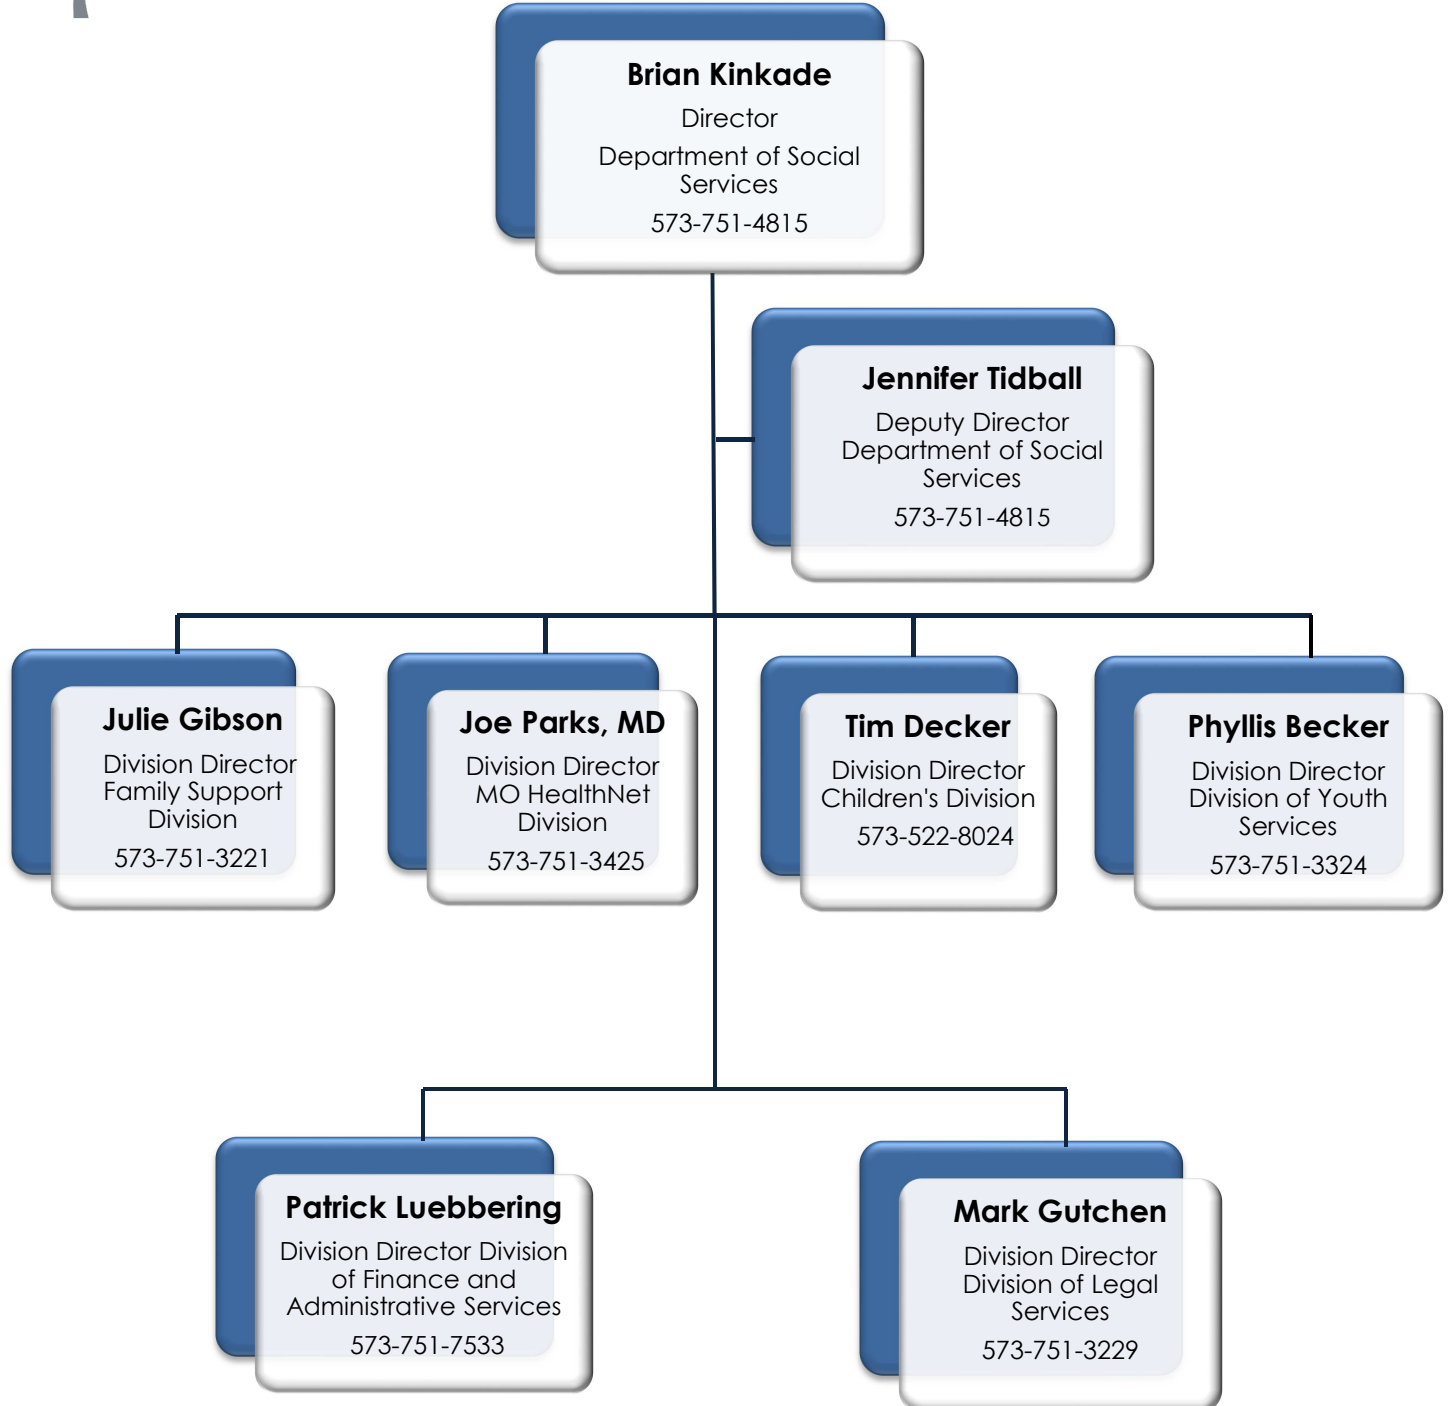 Brian Kinkade
Director
Department of Social
Services
573-751-4815
Jennifer Tidball
Deputy Director
Department of Social
Services
573-751-4815
Julie Gibson
Division Director
Family Support
Division
573-751-3221
Joe Parks, MD
Division Director
MO HealthNet
Division
573-751-3425
Tim Decker
Division Director
Children's Division
573-522-8024
Phyllis Becker
Division Director
Division of Youth
Services
573-751-3324
Patrick Luebbering
Division Director Division
of Finance and
Administrative Services
573-751-7533
Mark Gutchen
Division Director
Division of Legal
Services
573-751-3229